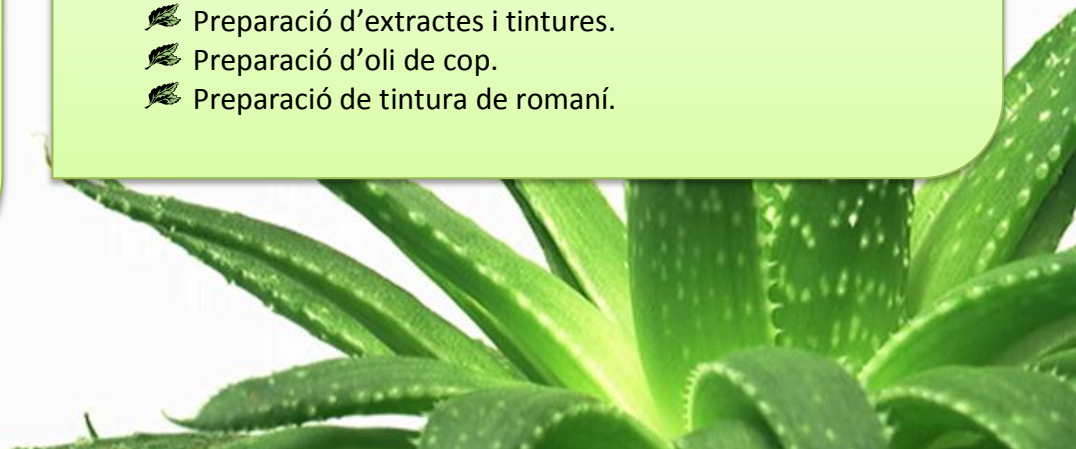 Preparació d’extractes i tintures.
Preparació d’oli de cop.
Preparació de tintura de romaní.